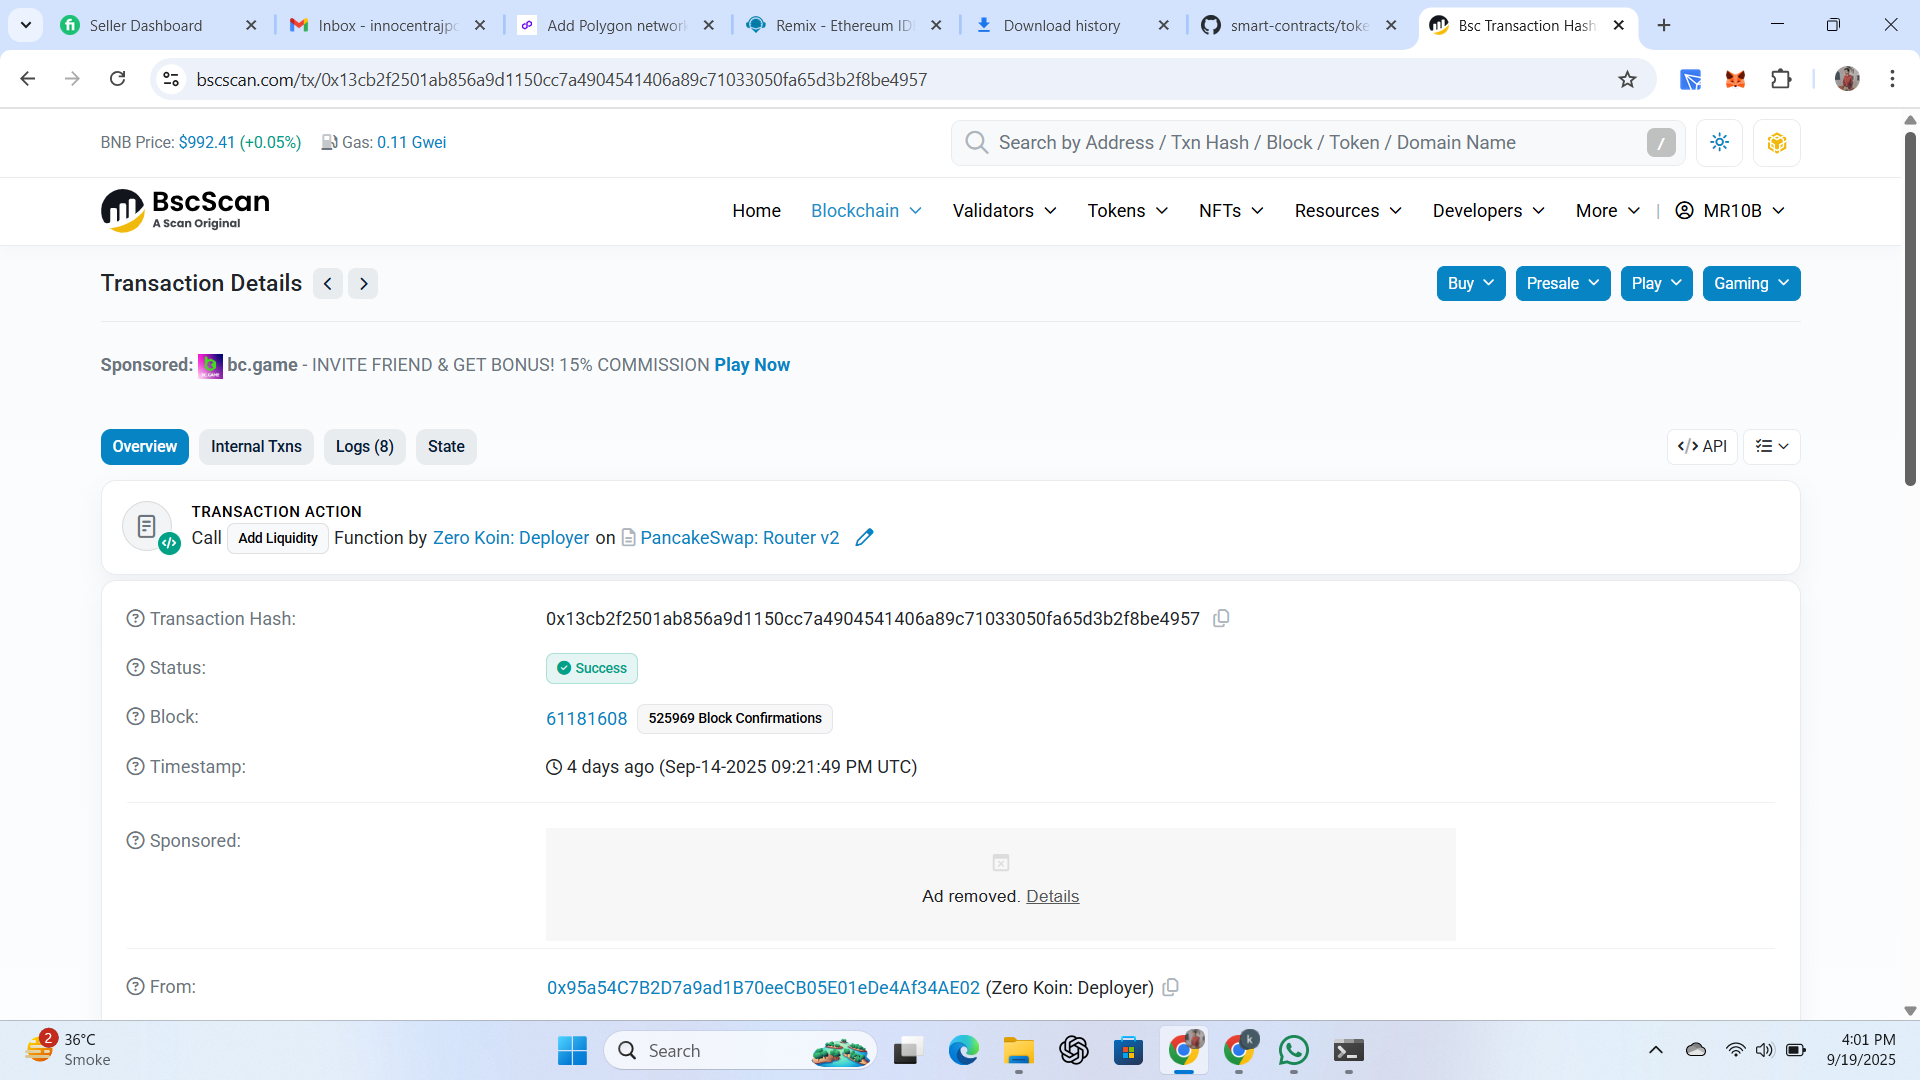 Seller Dashboard
Inbox - innocentrajpo
Add Polygon network
Remix - Ethereum ID
Download history
smart-contracts/toke
Bsc Transaction Hash
bscscan.com/tx/0x13cb2f2501ab856a9d1150cc7a4904541406a89c71033050fa65d3b2f8be4957
BNB Price: $992.41 (+0.05%) Gas: 0.11 Gwei
Search by Address / Txn Hash / Block / Token / Domain Name
/
BscScan
A Scan Original
Home
Blockchain
Validators
Tokens
NFTs
Resources
Developers
More
MR10B
Transaction Details
Buy
Presale
Play
Gaming
Sponsored: bc.game - INVITE FRIEND & GET BONUS! 15% COMMISSION Play Now
Overview
Internal Txns
Logs (8)
State
</> API
TRANSACTION ACTION
Call Add Liquidity Function by Zero Koin: Deployer on PancakeSwap: Router v2
Transaction Hash: 0x13cb2f2501ab856a9d1150cc7a4904541406a89c71033050fa65d3b2f8be4957
Status: Success
Block: 61181608 525969 Block Confirmations
Timestamp: 4 days ago (Sep-14-2025 09:21:49 PM UTC)
Sponsored:
Ad removed. Details
From: 0x95a54C7B2D7a9ad1B70eeCB05E01eDe4Af34AE02 (Zero Koin: Deployer)
2
36°C
Smoke
Search
k
4:01 PM
9/19/2025